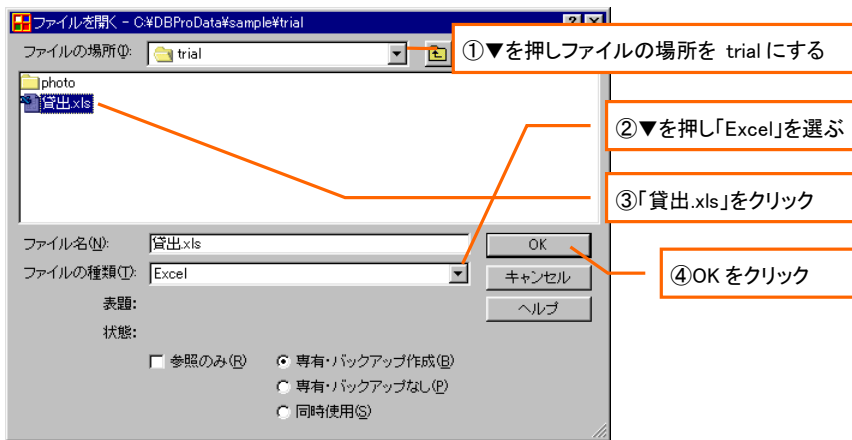 ファイルを開く - C:¥DBProData¥sample¥trial
ファイルの場所(I): trial
①▼を押しファイルの場所を trial にする
photo
貸出.xls
②▼を押し「Excel」を選ぶ
③「貸出.xls」をクリック
ファイル名(N): 貸出.xls OK
ファイルの種類(T): Excel キャンセル
④OK をクリック
表題: ヘルプ
状態:
参照のみ(R) 専有・バックアップ作成(B)
専有・バックアップなし(P)
同時使用(S)